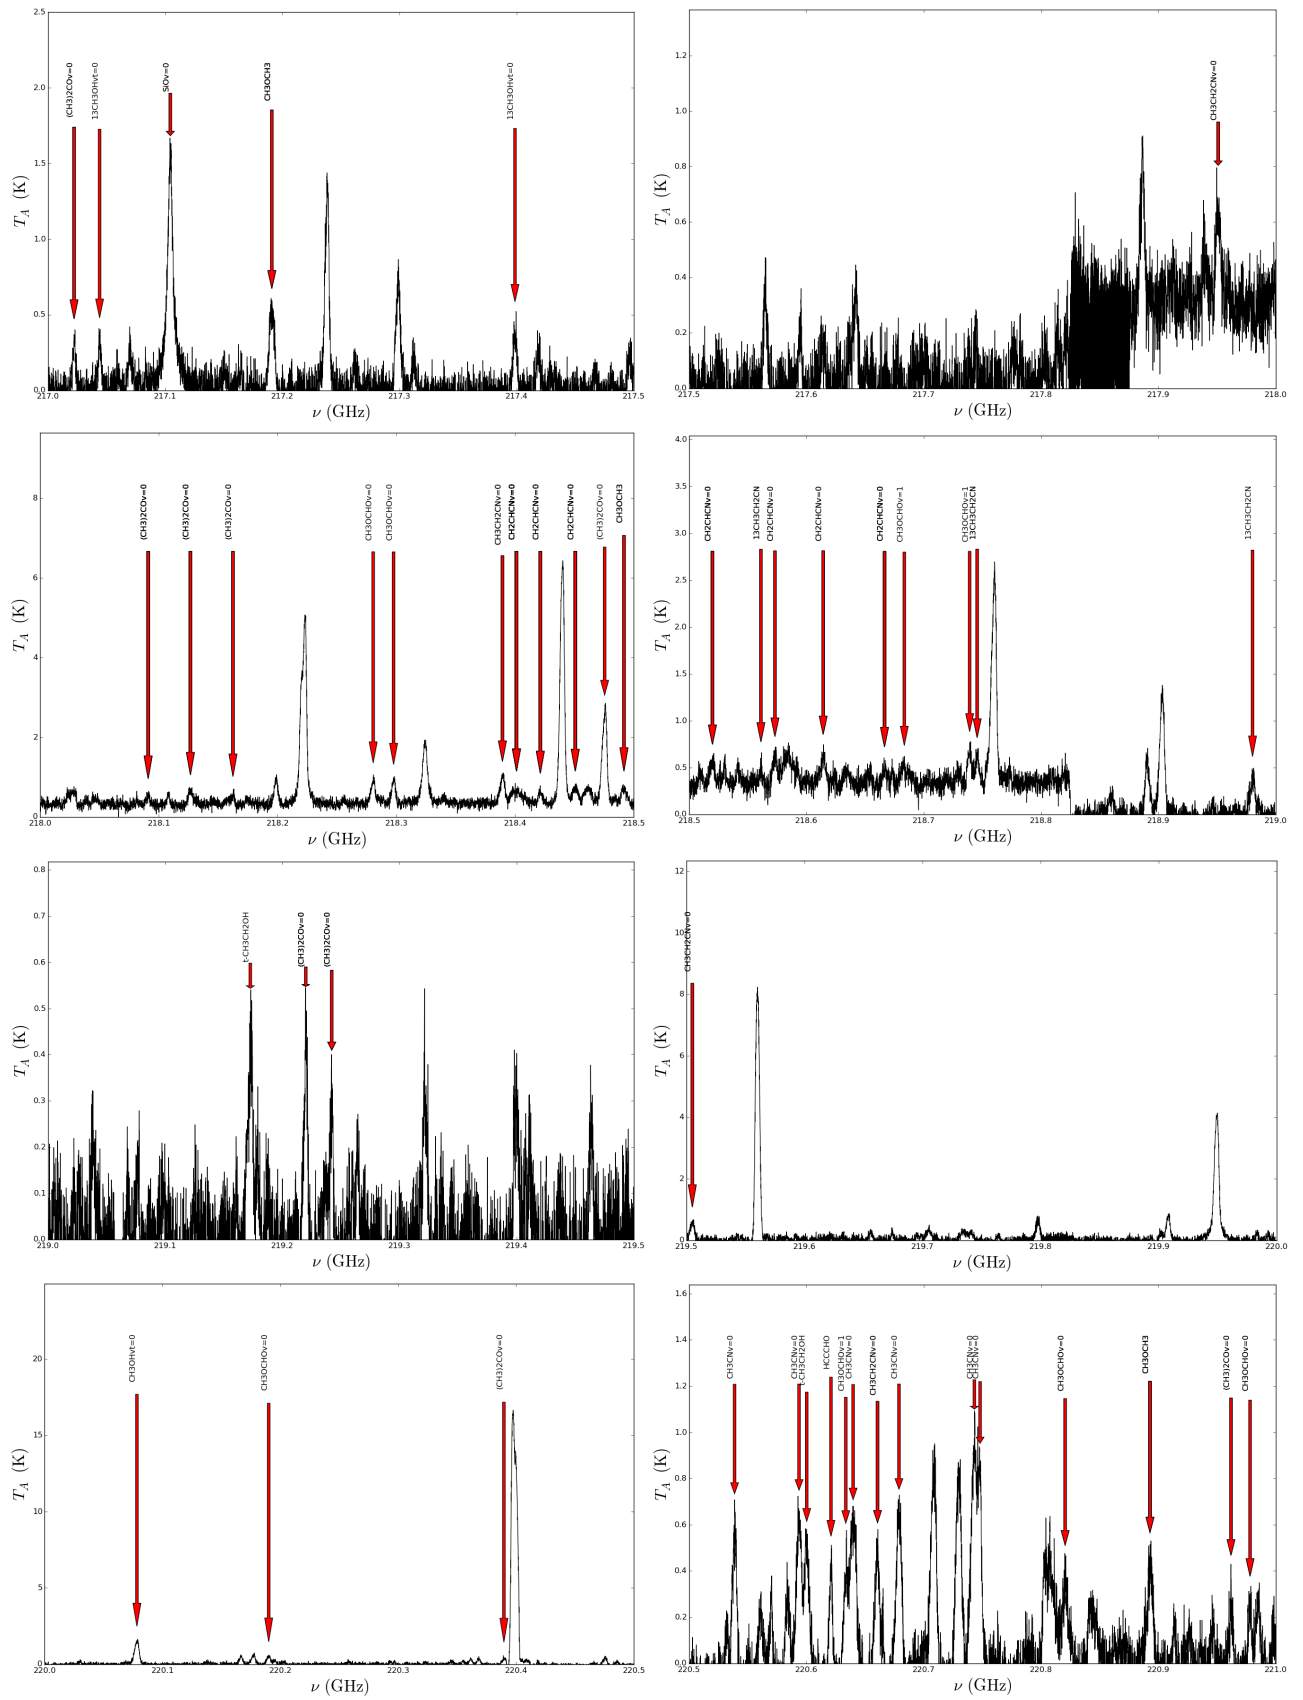 2.5
2.0
1.5
1.0
0.5
0.0
T_A (K)
(CH3)2COv=0
13CH3OHvt=0
SiOv=0
CH3OCH3
13CH3OHvt=0
217.0 217.1 217.2 217.3 217.4 217.5
ν (GHz)
1.2
1.0
0.8
0.6
0.4
0.2
0.0
T_A (K)
CH3CH2CNv=0
217.5 217.6 217.7 217.8 217.9 218.0
ν (GHz)
8
6
4
2
0
T_A (K)
(CH3)2COv=0
(CH3)2COv=0
(CH3)2COv=0
CH3OCHOv=0
CH3OCHOv=0
CH3CH2CNv=0
CH2CHCNv=0
CH2CHCNv=0
CH2CHCNv=0
(CH3)2COv=0
CH3OCH3
218.0 218.1 218.2 218.3 218.4 218.5
ν (GHz)
4.0
3.5
3.0
2.5
2.0
1.5
1.0
0.5
0.0
T_A (K)
CH2CHCNv=0
13CH3CH2CN
CH2CHCNv=0
CH2CHCNv=0
CH2CHCNv=0
CH3OCHOv=1
CH3OCHOv=1
13CH3CH2CN
13CH3CH2CN
218.5 218.6 218.7 218.8 218.9 219.0
ν (GHz)
0.8
0.7
0.6
0.5
0.4
0.3
0.2
0.1
0.0
T_A (K)
t-CH3CH2OH
(CH3)2COv=0
(CH3)2COv=0
219.0 219.1 219.2 219.3 219.4 219.5
ν (GHz)
12
10
8
6
4
2
0
T_A (K)
CH3CH2CNv=0
219.5 219.6 219.7 219.8 219.9 220.0
ν (GHz)
20
15
10
5
0
T_A (K)
CH3OHvt=0
CH3OCHOv=0
(CH3)2COv=0
220.0 220.1 220.2 220.3 220.4 220.5
ν (GHz)
1.6
1.4
1.2
1.0
0.8
0.6
0.4
0.2
0.0
T_A (K)
CH3CNv=0
CH3CNv=0
t-CH3CH2OH
HCCCHO
CH3OCHOv=1
CH3CNv=0
CH3CH2CNv=0
CH3CNv=0
CH3CNv=0
CH3CNv=0
CH3OCHOv=0
CH3OCH3
(CH3)2COv=0
CH3OCHOv=0
220.5 220.6 220.7 220.8 220.9 221.0
ν (GHz)